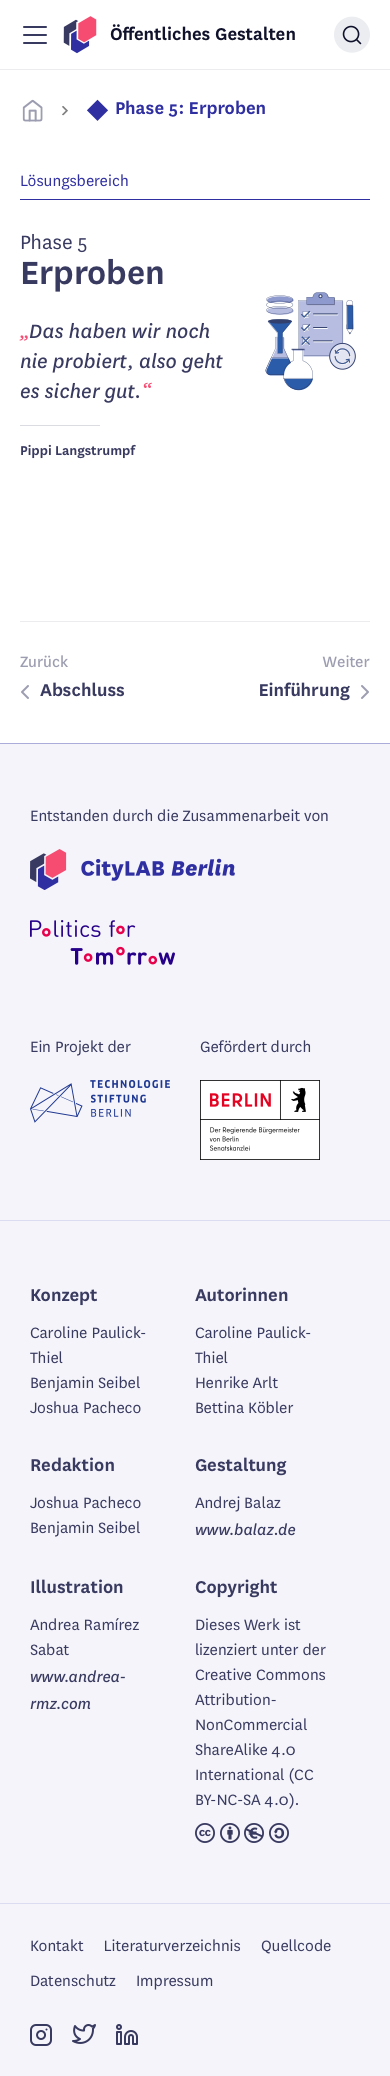 Öffentliches Gestalten
Phase 5: Erproben
Lösungsbereich
Phase 5
Erproben
„Das haben wir noch
nie probiert, also geht
es sicher gut.“
Pippi Langstrumpf
Zurück
Weiter
Abschluss
Einführung
Entstanden durch die Zusammenarbeit von
CityLAB Berlin
Politics for
Tomorrow
Ein Projekt der
TECHNOLOGIE
STIFTUNG
BERLIN
Gefördert durch
BERLIN
Der Regierende Bürgermeister
von Berlin
Senatskanzlei
Konzept
Caroline Paulick-
Thiel
Benjamin Seibel
Joshua Pacheco
Autorinnen
Caroline Paulick-
Thiel
Henrike Arlt
Bettina Köbler
Redaktion
Joshua Pacheco
Benjamin Seibel
Gestaltung
Andrej Balaz
www.balaz.de
Illustration
Andrea Ramírez
Sabat
www.andrea-
rmz.com
Copyright
Dieses Werk ist
lizenziert unter der
Creative Commons
Attribution-
NonCommercial
ShareAlike 4.0
International (CC
BY-NC-SA 4.0).
Kontakt Literaturverzeichnis Quellcode
Datenschutz Impressum